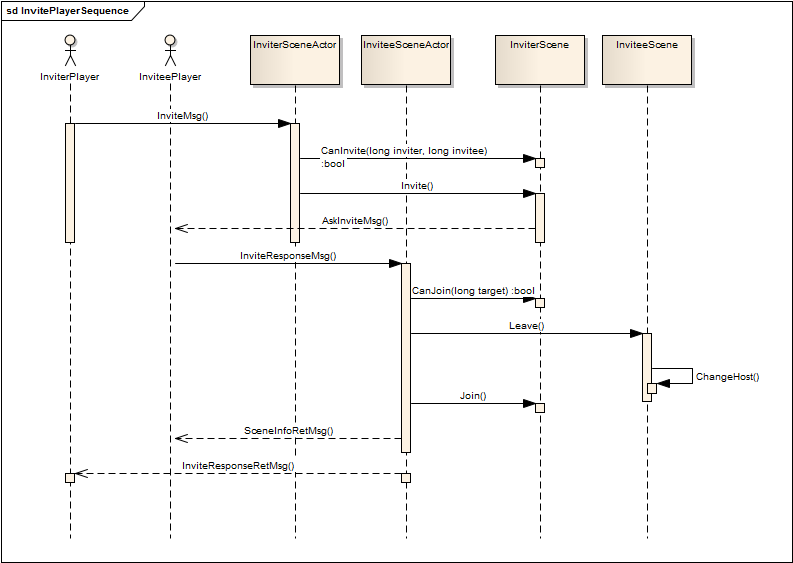 sd InvitePlayerSequence
InviterPlayer
InviteePlayer
InviterSceneActor
InviteeSceneActor
InviterScene
InviteeScene
InviteMsg()
CanInvite(long inviter, long invitee)
:bool
Invite()
AskInviteMsg()
InviteResponseMsg()
CanJoin(long target) :bool
Leave()
ChangeHost()
Join()
SceneInfoRetMsg()
InviteResponseRetMsg()